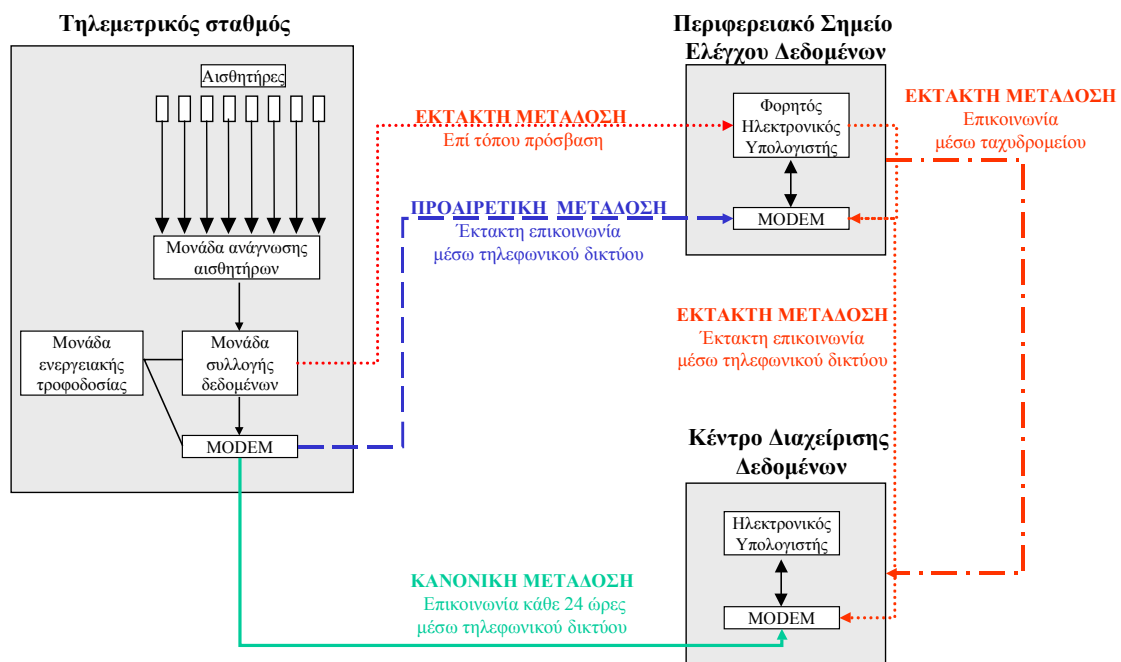 Τηλεμετρικός σταθμός
Αισθητήρες
Μονάδα ανάγνωσης
αισθητήρων
Μονάδα
ενεργειακής
τροφοδοσίας
Μονάδα
συλλογής
δεδομένων
MODEM
ΕΚΤΑΚΤΗ ΜΕΤΑΔΟΣΗ
Επί τόπου πρόσβαση
ΠΡΟΑΙΡΕΤΙΚΗ ΜΕΤΑΔΟΣΗ
Έκτακτη επικοινωνία
μέσω τηλεφωνικού δικτύου
ΚΑΝΟΝΙΚΗ ΜΕΤΑΔΟΣΗ
Επικοινωνία κάθε 24 ώρες
μέσω τηλεφωνικού δικτύου
Περιφερειακό Σημείο
Ελέγχου Δεδομένων
Φορητός
Ηλεκτρονικός
Υπολογιστής
MODEM
ΕΚΤΑΚΤΗ ΜΕΤΑΔΟΣΗ
Επικοινωνία
μέσω ταχυδρομείου
ΕΚΤΑΚΤΗ ΜΕΤΑΔΟΣΗ
Έκτακτη επικοινωνία
μέσω τηλεφωνικού δικτύου
Κέντρο Διαχείρισης
Δεδομένων
Ηλεκτρονικός
Υπολογιστής
MODEM